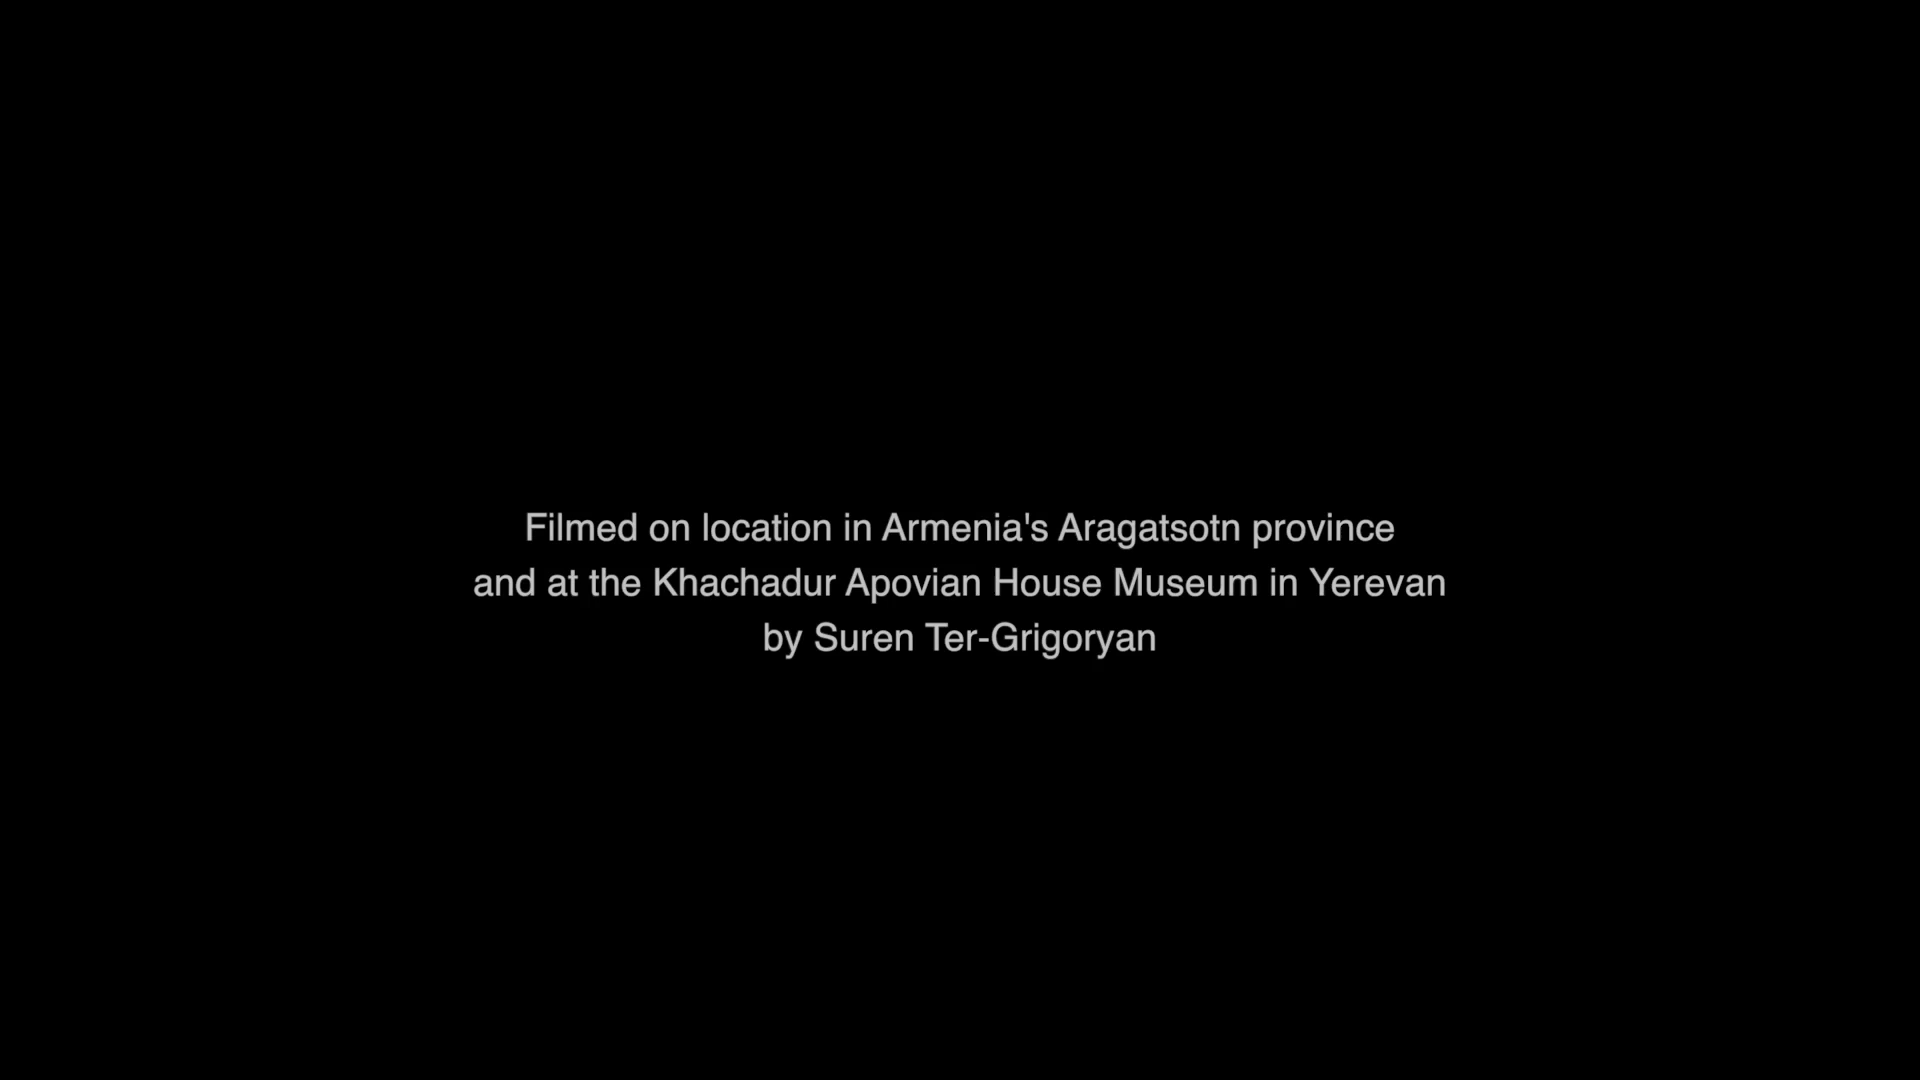 Filmed on location in Armenia's Aragatsotn province
and at the Khachadur Apovian House Museum in Yerevan
by Suren Ter-Grigoryan